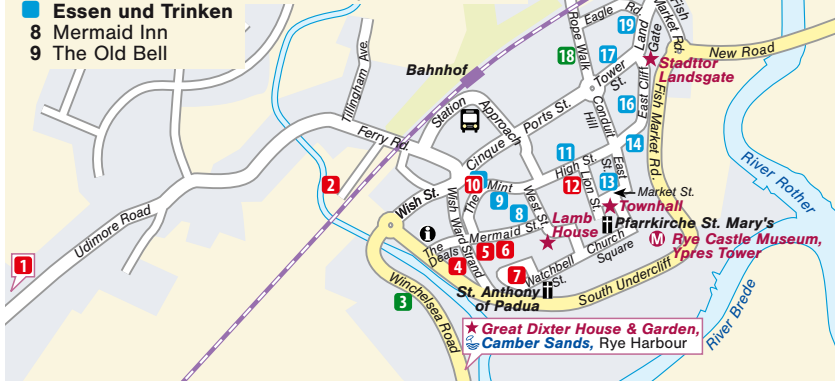 Essen und Trinken
8 Mermaid Inn
9 The Old Bell
Bahnhof
Tillingham Ave.
Station Approach
Ferry Rd.
Udimore Road
Wish St.
Cinque Ports St.
Rope Walk
Eagle Rd.
Land Gate
Fish Market Rd.
New Road
Stadttor
Landsgate
Tower St.
Conduit Hill
East Cliff
Fish Market Rd.
High St.
East St.
Lion St.
Market St.
Townhall
The Mint
West St.
Mermaid St.
Wish Ward
The Deals
Strand
Lamb
House
Pfarrkirche St. Mary's
Church Square
Rye Castle Museum,
Ypres Tower
Watchbell St.
St. Anthony
of Padua
South Undercliff
Winchelsea Road
River Rother
River Brede
Great Dixter House & Garden,
Camber Sands, Rye Harbour
1
2
3
4
5
6
7
8
9
10
11
12
13
14
16
17
18
19
i
M